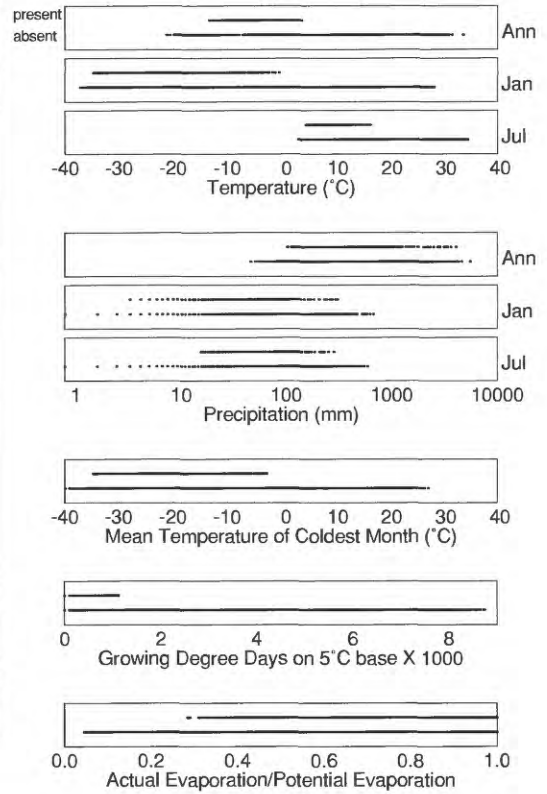 present
absent
Ann
Jan
Jul
-40 -30 -20 -10 0 10 20 30 40
Temperature (˚C)
Ann
Jan
Jul
1 10 100 1000 10000
Precipitation (mm)
-40 -30 -20 -10 0 10 20 30 40
Mean Temperature of Coldest Month (˚C)
0 2 4 6 8
Growing Degree Days on 5˚C base X 1000
0.0 0.2 0.4 0.6 0.8 1.0
Actual Evaporation/Potential Evaporation